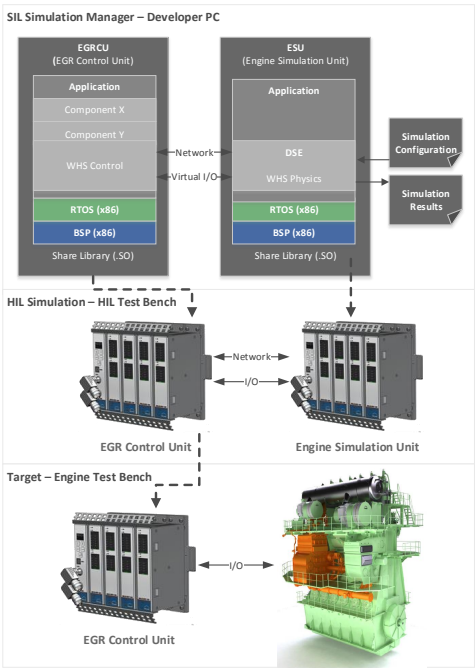 SIL Simulation Manager – Developer PC
EGRCU
(EGR Control Unit)
Application
Component X
Component Y
WHS Control
RTOS (x86)
BSP (x86)
Share Library (.SO)
Network
Virtual I/O
ESU
(Engine Simulation Unit)
Application
DSE
WHS Physics
RTOS (x86)
BSP (x86)
Share Library (.SO)
Simulation
Configuration
Simulation
Results
HIL Simulation – HIL Test Bench
Network
I/O
EGR Control Unit
Engine Simulation Unit
Target – Engine Test Bench
I/O
EGR Control Unit